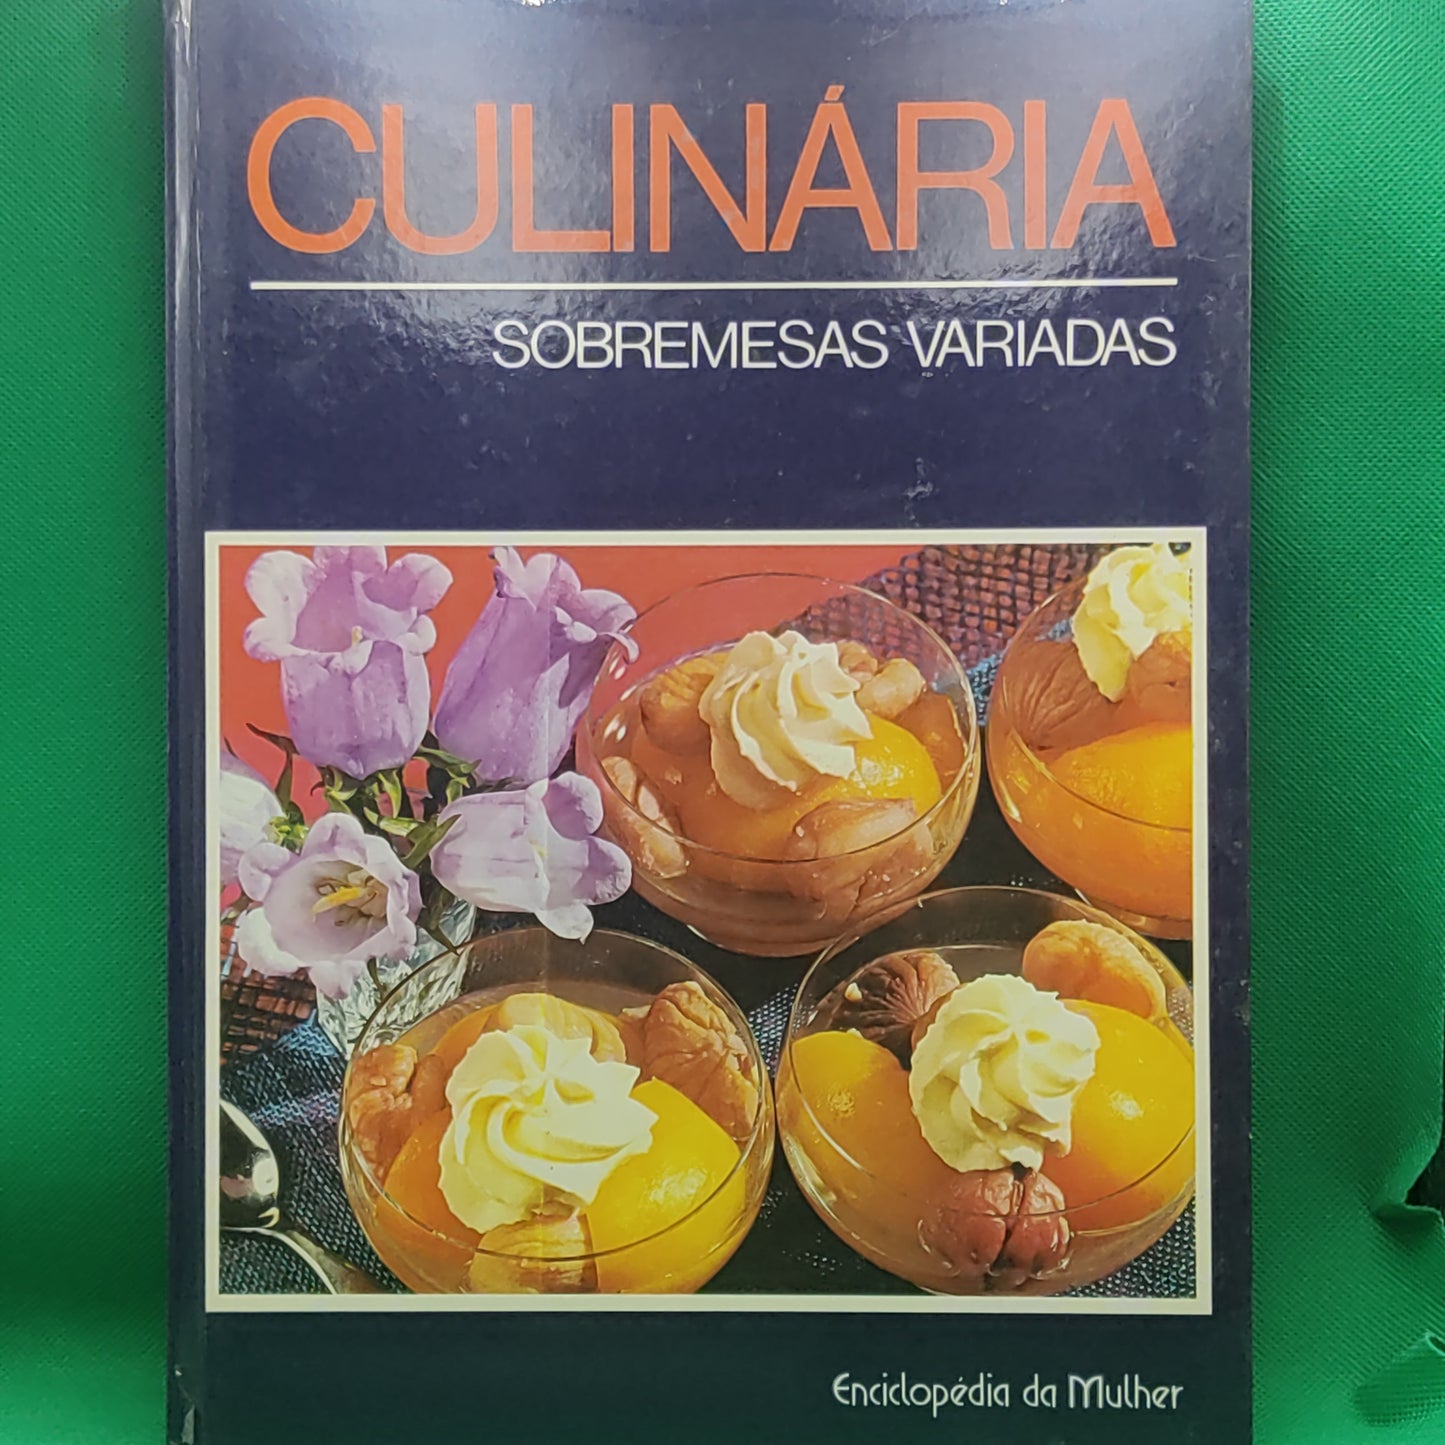 CULINÁRIA
SOBREMESAS VARIADAS
Enciclopédia da Mulher